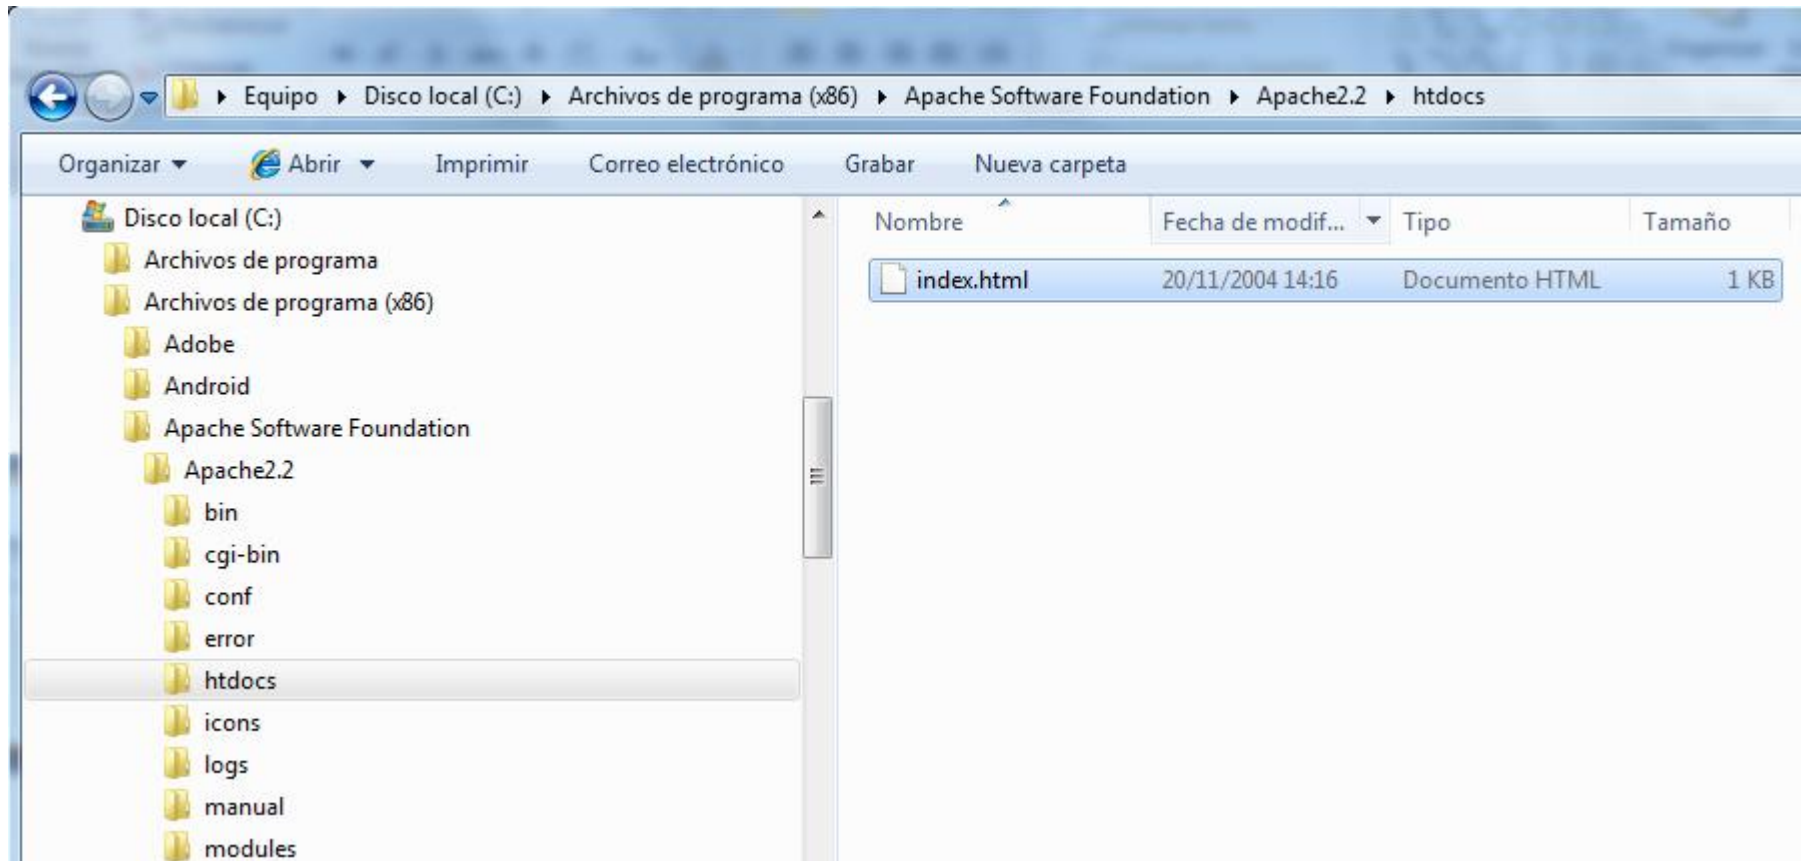 Equipo Disco local (C:) Archivos de programa (x86) Apache Software Foundation Apache2.2 htdocs
Organizar Abrir Imprimir Correo electrónico Grabar Nueva carpeta
Disco local (C:)
Archivos de programa
Archivos de programa (x86)
Adobe
Android
Apache Software Foundation
Apache2.2
bin
cgi-bin
conf
error
htdocs
icons
logs
manual
modules
Nombre Fecha de modif... Tipo Tamaño
index.html 20/11/2004 14:16 Documento HTML 1 KB